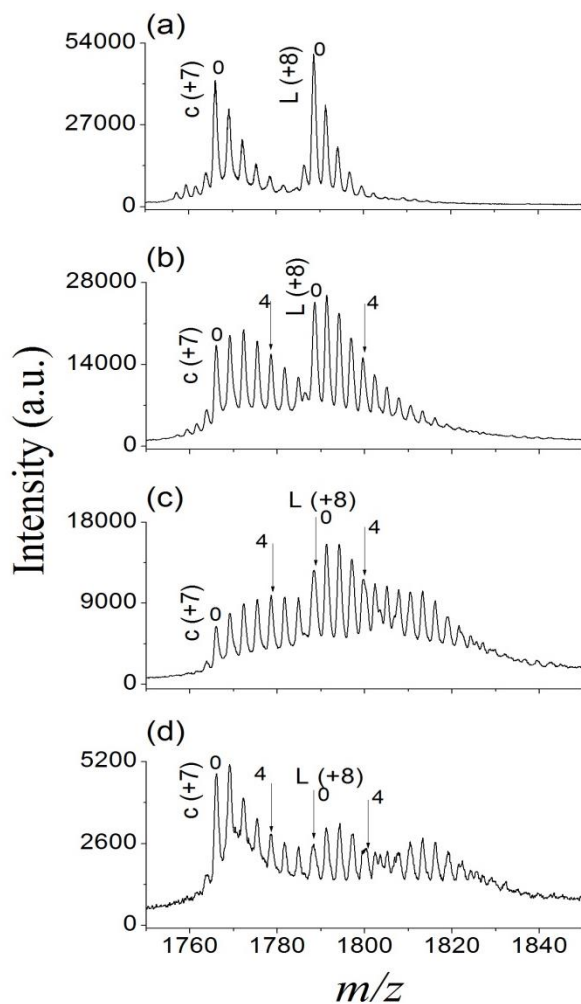 (a)
54000
27000
0
c (+7)
0
L (+8)
0
(b)
28000
14000
0
c (+7)
0
4
L (+8)
0
4
(c)
18000
9000
0
c (+7)
0
4
L (+8)
0
4
(d)
5200
2600
0
c (+7)
0
4
L (+8)
0
4
Intensity (a.u.)
1760 1780 1800 1820 1840
m/z